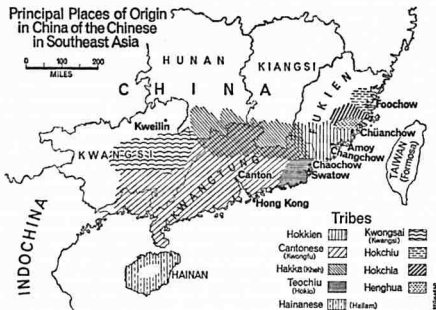 Principal Places of Origin
in China of the Chinese
in Southeast Asia
0 100 200
MILES
HUNAN
KIANGSI
CHINA
FUKIEN
Foochow
Kweilin
Chüanchow
KWANGSI
Amoy
Changchow
TAIWAN
(Formosa)
KWANGTUNG
Canton
Chaochow
Swatow
Hong Kong
INDOCHINA
HAINAN
Tribes
Hokkien
Kwongsai
(Kwangsi)
Cantonese
(Kwongfu)
Hokchiu
Hakka (Kheh)
Hokchia
Teochiu
(Hoklo)
Henghua
Hainanese (Hailam)